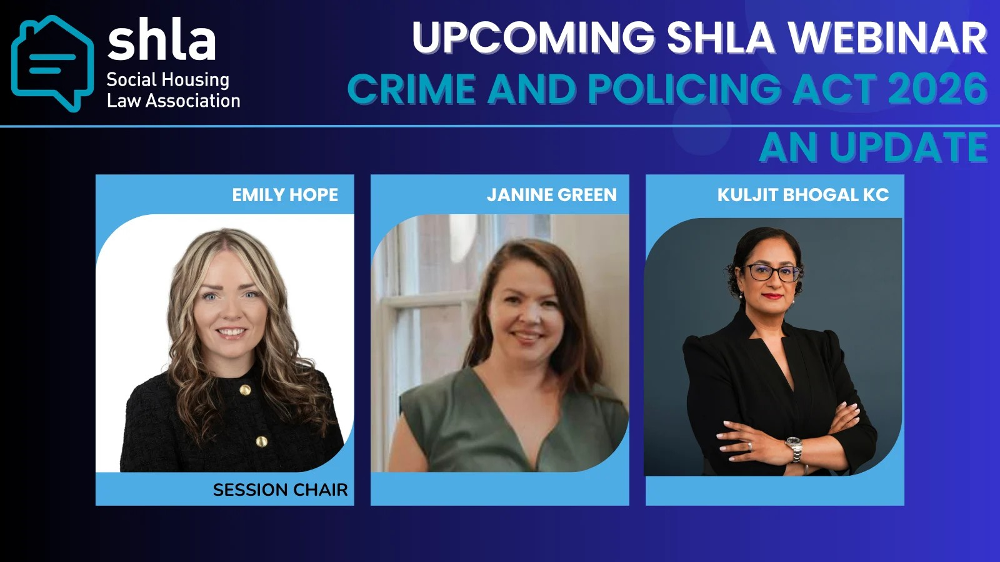 shla
Social Housing
Law Association
UPCOMING SHLA WEBINAR
CRIME AND POLICING ACT 2026
AN UPDATE
EMILY HOPE
JANINE GREEN
KULJIT BHOGAL KC
SESSION CHAIR